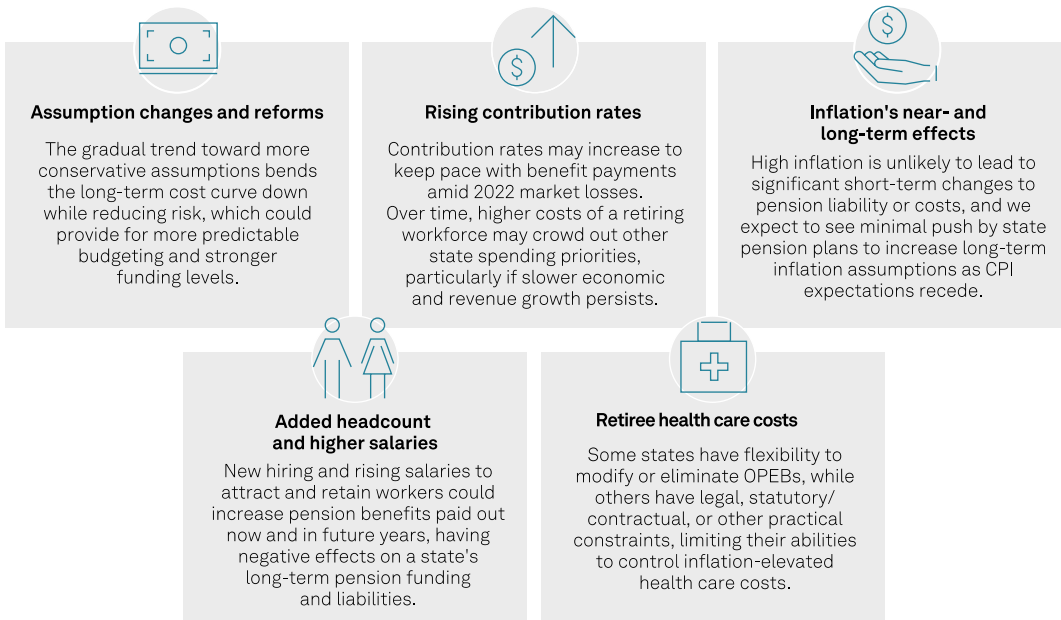 Assumption changes and reforms
The gradual trend toward more
conservative assumptions bends
the long-term cost curve down
while reducing risk, which could
provide for more predictable
budgeting and stronger
funding levels.
$
Rising contribution rates
Contribution rates may increase to
keep pace with benefit payments
amid 2022 market losses.
Over time, higher costs of a retiring
workforce may crowd out other
state spending priorities,
particularly if slower economic
and revenue growth persists.
$
Inflation's near- and
long-term effects
High inflation is unlikely to lead to
significant short-term changes to
pension liability or costs, and we
expect to see minimal push by state
pension plans to increase long-term
inflation assumptions as CPI
expectations recede.
Added headcount
and higher salaries
New hiring and rising salaries to
attract and retain workers could
increase pension benefits paid out
now and in future years, having
negative effects on a state's
long-term pension funding
and liabilities.
Retiree health care costs
Some states have flexibility to
modify or eliminate OPEBs, while
others have legal, statutory/
contractual, or other practical
constraints, limiting their abilities
to control inflation-elevated
health care costs.